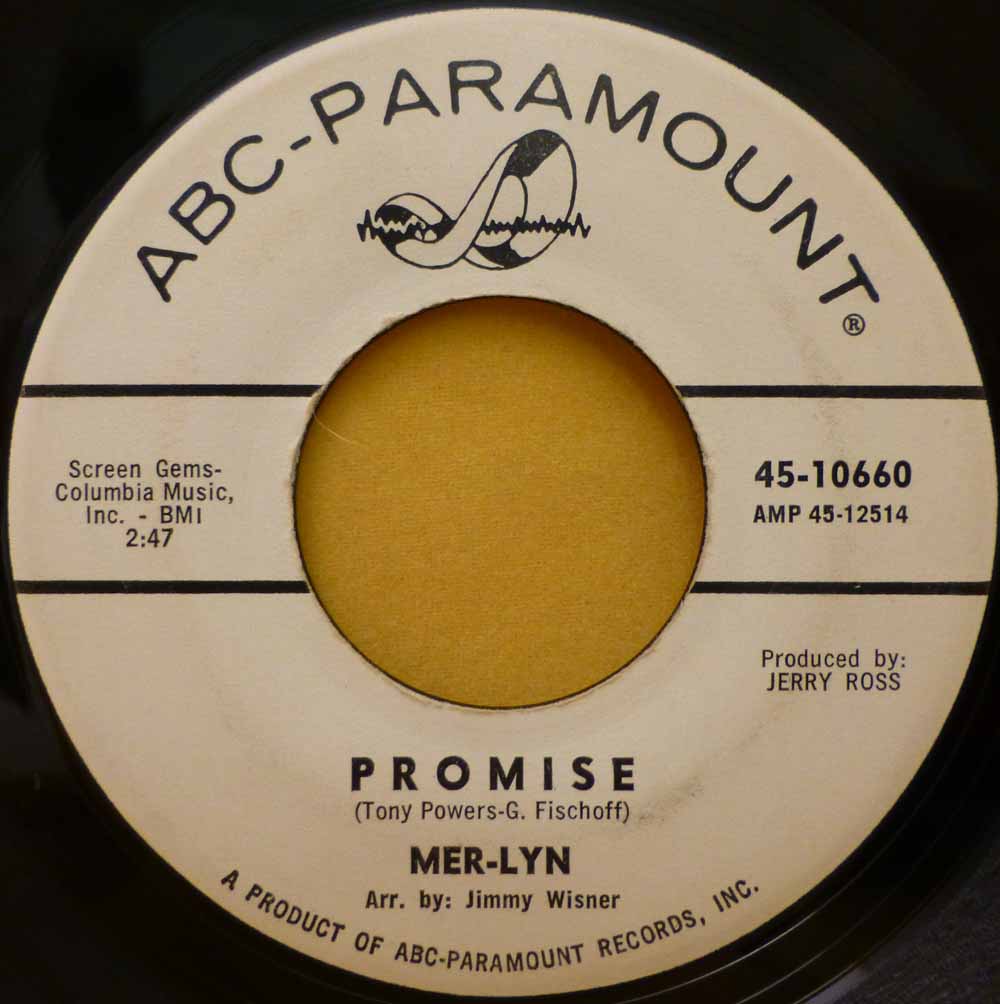 ABC-PARAMOUNT®
Screen Gems-
Columbia Music,
Inc. - BMI
2:47
45-10660
AMP 45-12514
Produced by:
JERRY ROSS
PROMISE
(Tony Powers-G. Fischoff)
MER-LYN
Arr. by: Jimmy Wisner
A PRODUCT OF ABC-PARAMOUNT RECORDS, INC.